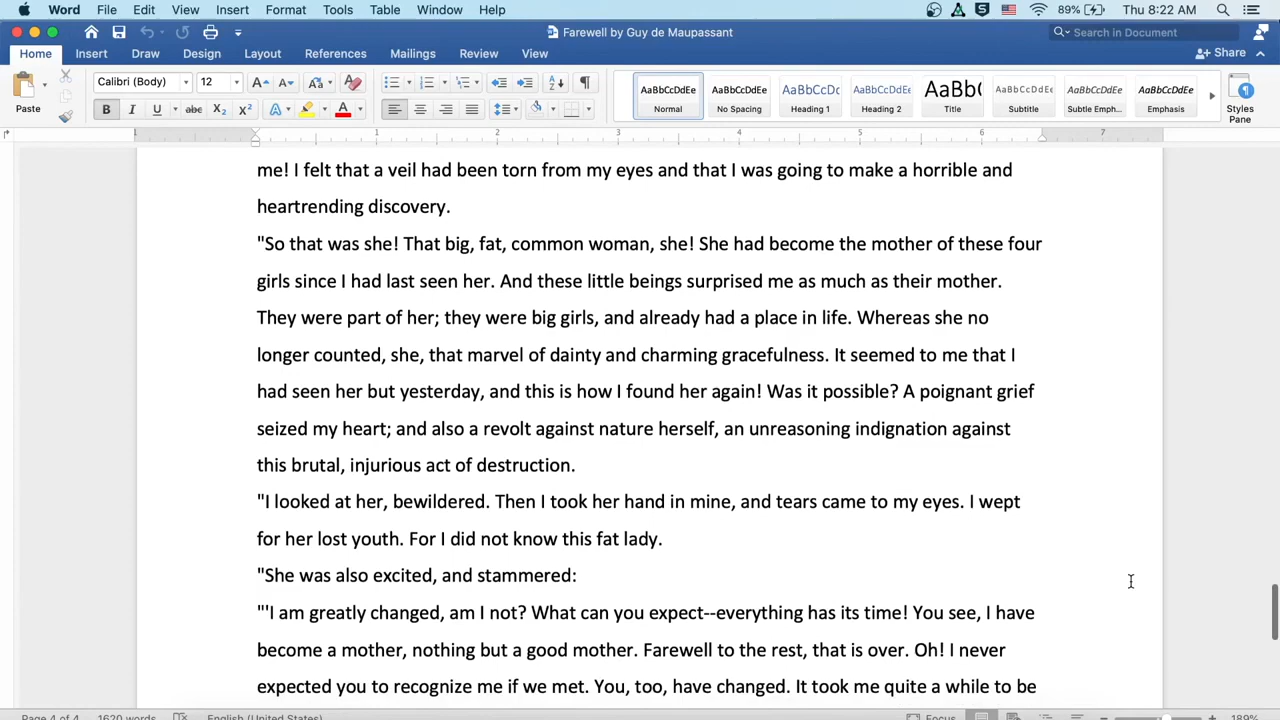 Word File Edit View Insert Format Tools Table Window Help 89% Thu 8:22 AM
Farewell by Guy de Maupassant Search in Document
Home Insert Draw Design Layout References Mailings Review View Share
Paste Calibri (Body) 12 A A Aa
B I U abc X₂ X² A A
AaBbCcDdEe AaBbCcDdEe AaBbCcDc AaBbCcDdEe AaBb( AaBbCcDdEe AaBbCcDdEe AaBbCcDdEe
Normal No Spacing Heading 1 Heading 2 Title Subtitle Subtle Emph... Emphasis Styles Pane
1 1 2 3 4 5 6 7
me! I felt that a veil had been torn from my eyes and that I was going to make a horrible and
heartrending discovery.
"So that was she! That big, fat, common woman, she! She had become the mother of these four
girls since I had last seen her. And these little beings surprised me as much as their mother.
They were part of her; they were big girls, and already had a place in life. Whereas she no
longer counted, she, that marvel of dainty and charming gracefulness. It seemed to me that I
had seen her but yesterday, and this is how I found her again! Was it possible? A poignant grief
seized my heart; and also a revolt against nature herself, an unreasoning indignation against
this brutal, injurious act of destruction.
"I looked at her, bewildered. Then I took her hand in mine, and tears came to my eyes. I wept
for her lost youth. For I did not know this fat lady.
"She was also excited, and stammered:
"'I am greatly changed, am I not? What can you expect--everything has its time! You see, I have
become a mother, nothing but a good mother. Farewell to the rest, that is over. Oh! I never
expected you to recognize me if we met. You, too, have changed. It took me quite a while to be
Page 4 of 4 1620 words English (United States) Focus 189%